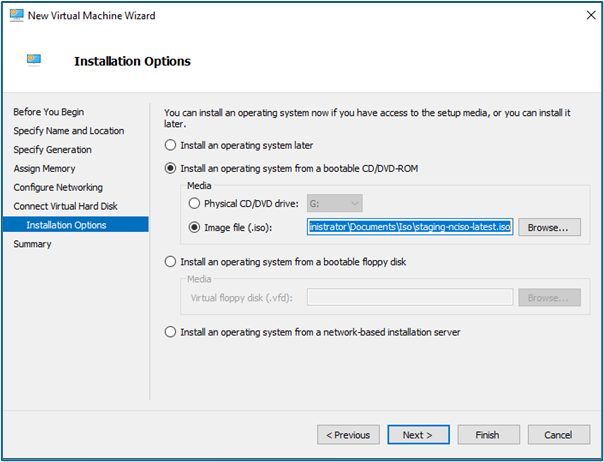 New Virtual Machine Wizard
Installation Options
Before You Begin
Specify Name and Location
Specify Generation
Assign Memory
Configure Networking
Connect Virtual Hard Disk
Installation Options
Summary
You can install an operating system now if you have access to the setup media, or you can install it
later.
Install an operating system later
Install an operating system from a bootable CD/DVD-ROM
Media
Physical CD/DVD drive: G:
Image file (.iso): inistrator\Documents\Iso\staging-nciso-latest.iso Browse...
Install an operating system from a bootable floppy disk
Media
Virtual floppy disk (.vfd): Browse...
Install an operating system from a network-based installation server
< Previous Next > Finish Cancel